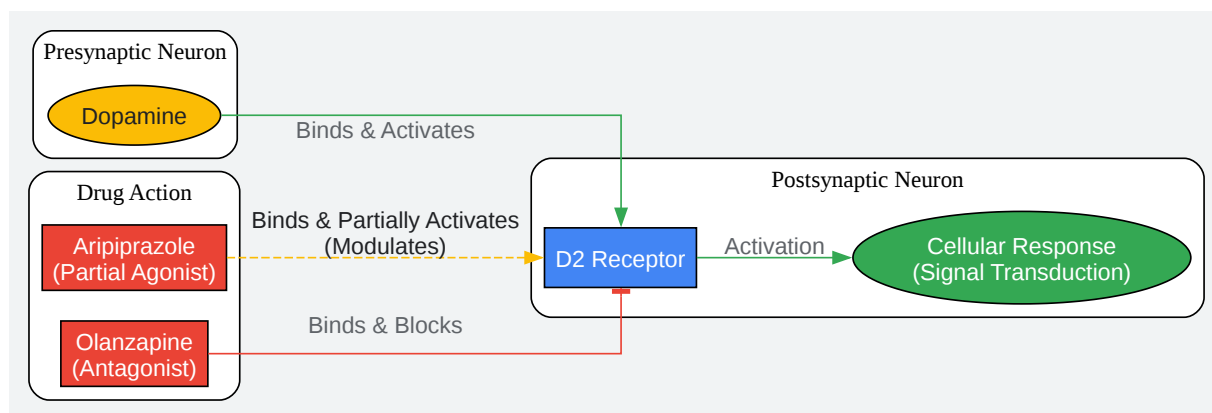 Presynaptic Neuron
Dopamine
Binds & Activates
Drug Action
Aripiprazole
(Partial Agonist)
Binds & Partially Activates
(Modulates)
Olanzapine
(Antagonist)
Binds & Blocks
Postsynaptic Neuron
D2 Receptor
Activation
Cellular Response
(Signal Transduction)